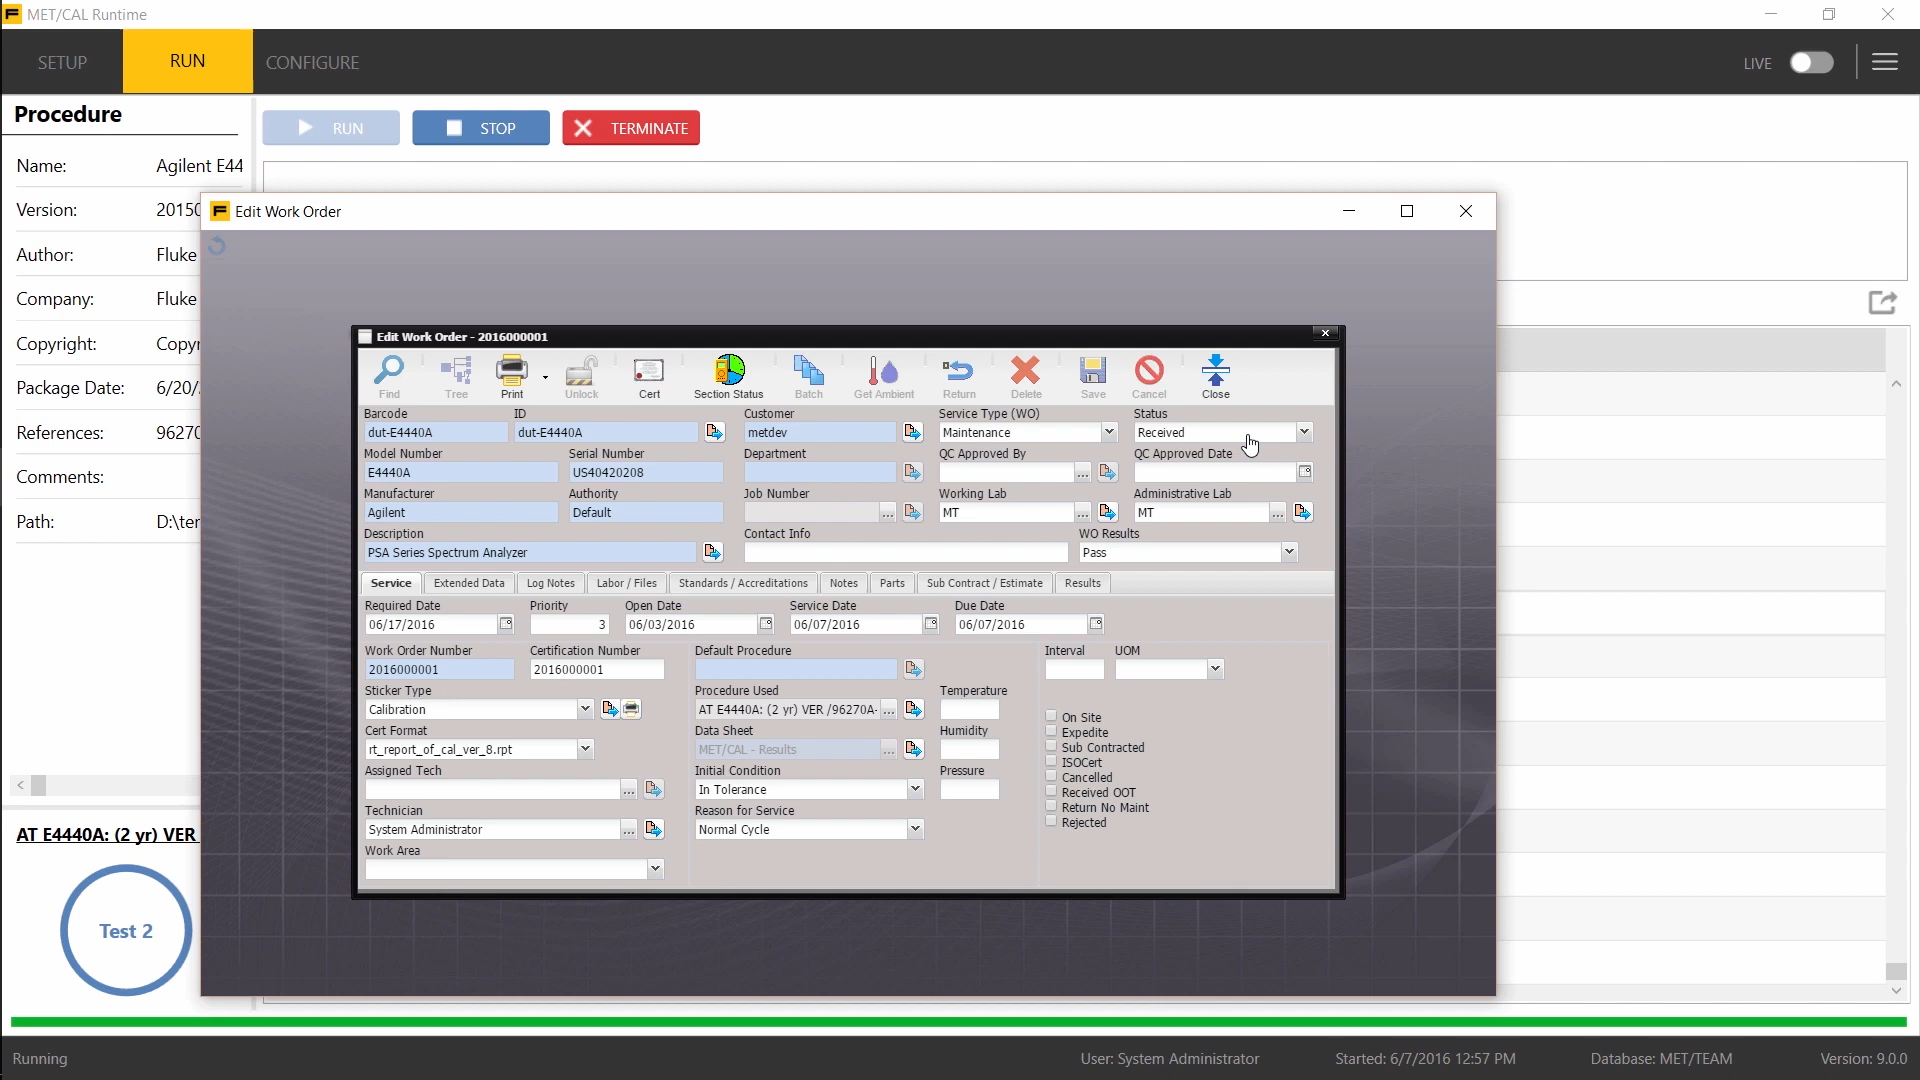 MET/CAL Runtime
SETUP RUN CONFIGURE LIVE
Procedure
RUN STOP TERMINATE
Name: Agilent E44
Version: 2015
Author: Fluke
Company: Fluke
Copyright: Copyr
Package Date: 6/20/
References: 96270
Comments:
Path: D:\ter
AT E4440A: (2 yr) VER
Test 2
Edit Work Order
Edit Work Order - 2016000001
Find Tree Print Unlock Cert Section Status Batch Get Ambient Return Delete Save Cancel Close
Barcode ID Customer Service Type (WO) Status
dut-E4440A dut-E4440A metdev Maintenance Received
Model Number Serial Number Department QC Approved By QC Approved Date
E4440A US40420208
Manufacturer Authority Job Number Working Lab Administrative Lab
Agilent Default ... MT ... MT ...
Description Contact Info WO Results
PSA Series Spectrum Analyzer Pass
Service Extended Data Log Notes Labor / Files Standards / Accreditations Notes Parts Sub Contract / Estimate Results
Required Date Priority Open Date Service Date Due Date
06/17/2016 3 06/03/2016 06/07/2016 06/07/2016
Work Order Number Certification Number Default Procedure Interval UOM
2016000001 2016000001
Sticker Type Procedure Used Temperature
Calibration AT E4440A: (2 yr) VER /96270A- ...
On Site
Cert Format Data Sheet Humidity Expedite
rt_report_of_cal_ver_8.rpt MET/CAL - Results ... Sub Contracted
ISOCert
Assigned Tech Initial Condition Pressure Cancelled
... In Tolerance Received OOT
Technician Reason for Service Return No Maint
System Administrator ... Normal Cycle Rejected
Work Area
Running User: System Administrator Started: 6/7/2016 12:57 PM Database: MET/TEAM Version: 9.0.0